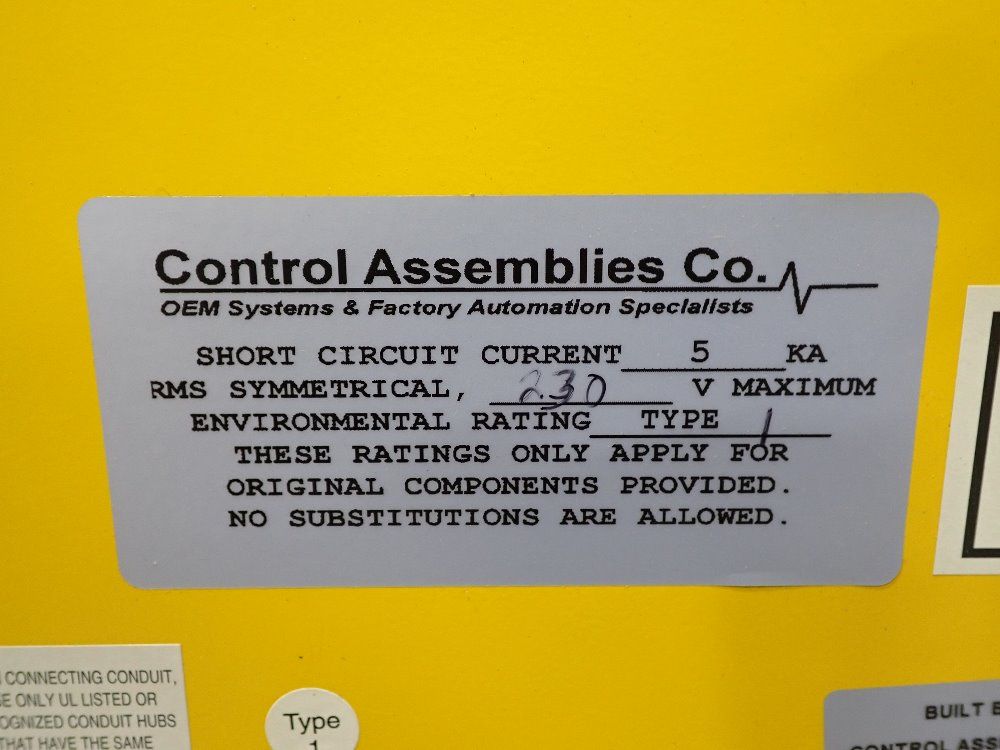 Control Assemblies Co.
OEM Systems & Factory Automation Specialists
SHORT CIRCUIT CURRENT 5 KA
RMS SYMMETRICAL, 230 V MAXIMUM
ENVIRONMENTAL RATING TYPE 1
THESE RATINGS ONLY APPLY FOR
ORIGINAL COMPONENTS PROVIDED.
NO SUBSTITUTIONS ARE ALLOWED.
CONNECTING CONDUIT,
ONLY UL LISTED OR
CONDUIT HUBS
THAT HAVE THE SAME
Type
1
BUILT
CONTROL